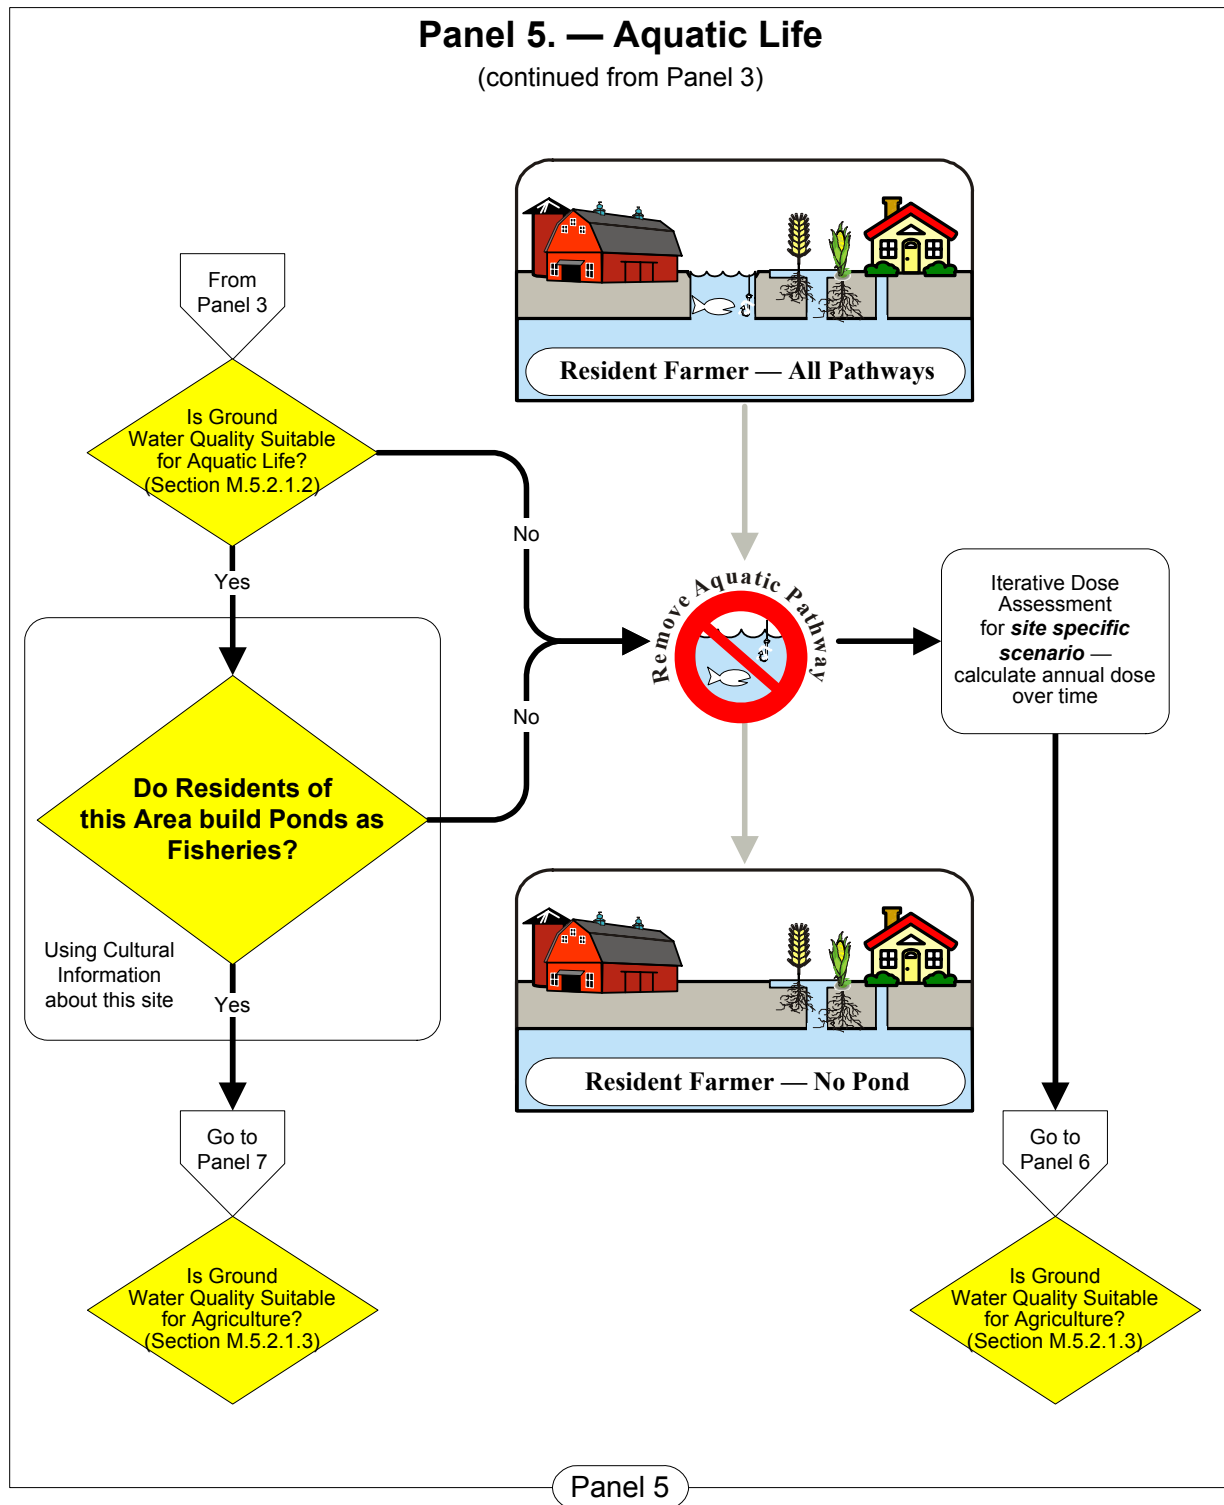 Panel 5. — Aquatic Life
(continued from Panel 3)
From
Panel 3
Is Ground
Water Quality Suitable
for Aquatic Life?
(Section M.5.2.1.2)
No
Yes
Do Residents of
this Area build Ponds as
Fisheries?
No
Using Cultural
Information
about this site
Yes
Go to
Panel 7
Is Ground
Water Quality Suitable
for Agriculture?
(Section M.5.2.1.3)
Resident Farmer — All Pathways
Remove Aquatic Pathway
Resident Farmer — No Pond
Iterative Dose
Assessment
for site specific
scenario —
calculate annual dose
over time
Go to
Panel 6
Is Ground
Water Quality Suitable
for Agriculture?
(Section M.5.2.1.3)
Panel 5